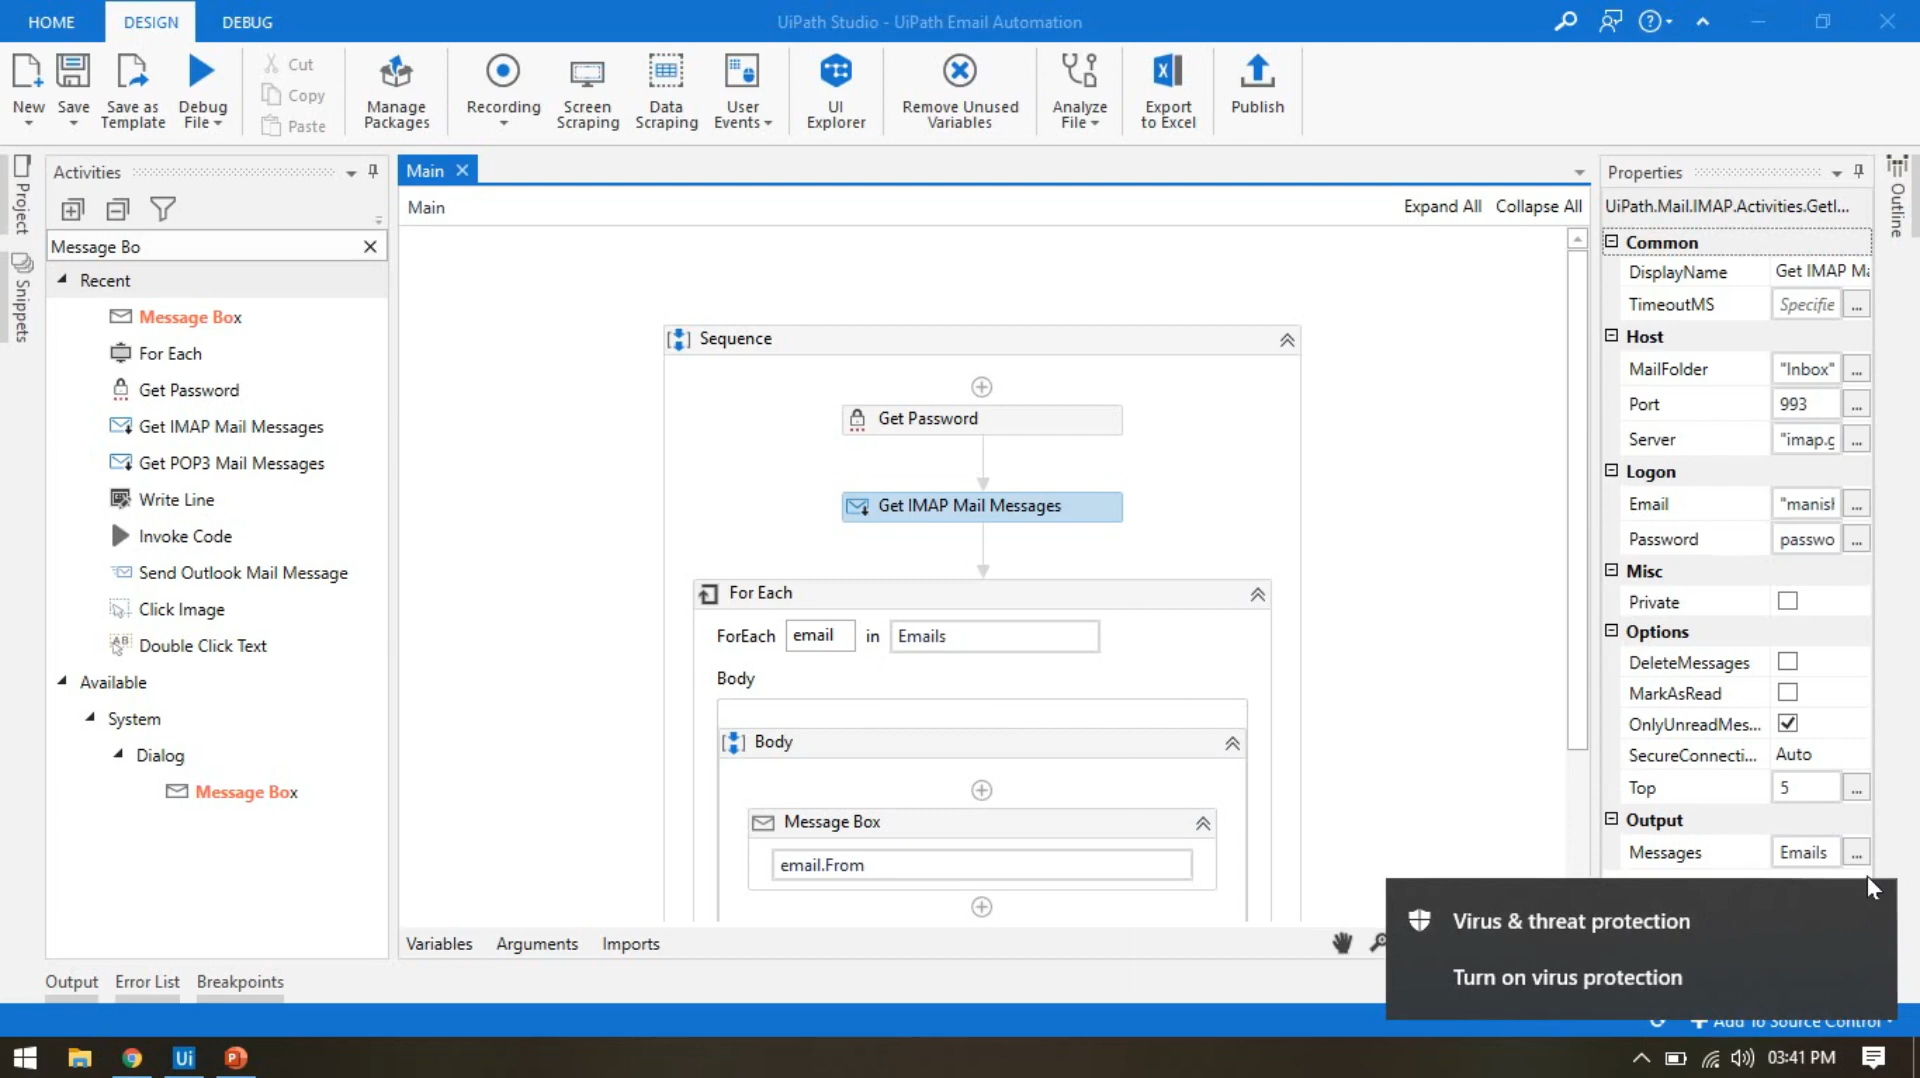 HOME DESIGN DEBUG UiPath Studio - UiPath Email Automation
New Save Save as Template Debug File Cut Copy Paste Manage Packages Recording Screen Scraping Data Scraping User Events UI Explorer Remove Unused Variables Analyze File Export to Excel Publish
Project
Snippets
Activities
Message Bo
Recent
Message Box
For Each
Get Password
Get IMAP Mail Messages
Get POP3 Mail Messages
Write Line
Invoke Code
Send Outlook Mail Message
Click Image
Double Click Text
Available
System
Dialog
Message Box
Main
Main Expand All Collapse All
Sequence
Get Password
Get IMAP Mail Messages
For Each
ForEach email in Emails
Body
Body
Message Box
email.From
Variables Arguments Imports
Properties
Outline
UiPath.Mail.IMAP.Activities.GetI...
Common
DisplayName Get IMAP Ma
TimeoutMS Specifie ...
Host
MailFolder "Inbox" ...
Port 993 ...
Server "imap.g ...
Logon
Email "manisl ...
Password passwo ...
Misc
Private
Options
DeleteMessages
MarkAsRead
OnlyUnreadMes...
SecureConnecti... Auto
Top 5 ...
Output
Messages Emails ...
Virus & threat protection
Turn on virus protection
Output Error List Breakpoints
Add To Source Control
Ui 03:41 PM